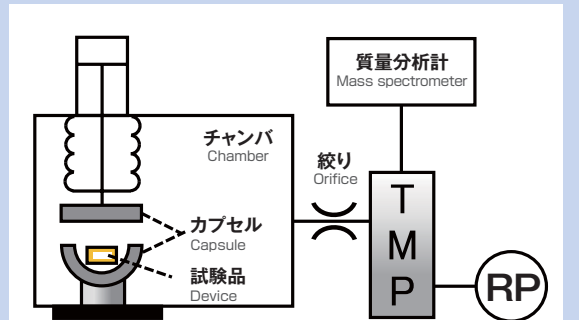 質量分析計
Mass spectrometer
チャンバ
Chamber
絞り
Orifice
カプセル
Capsule
試験品
Device
T
M
P
RP